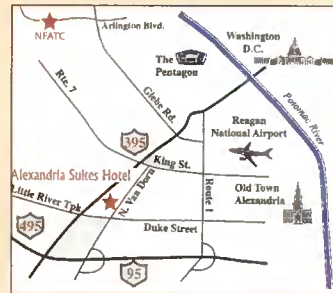 Arlington Blvd.
NFATC
Washington
D.C.
The
Pentagon
Rte. 7
Glebe Rd.
Potomac River
395
Reagan
National Airport
King St.
Alexandria Suites Hotel
N. Van Dorn
Route 1
Old Town
Alexandria
Little River Tpk
Duke Street
495
95